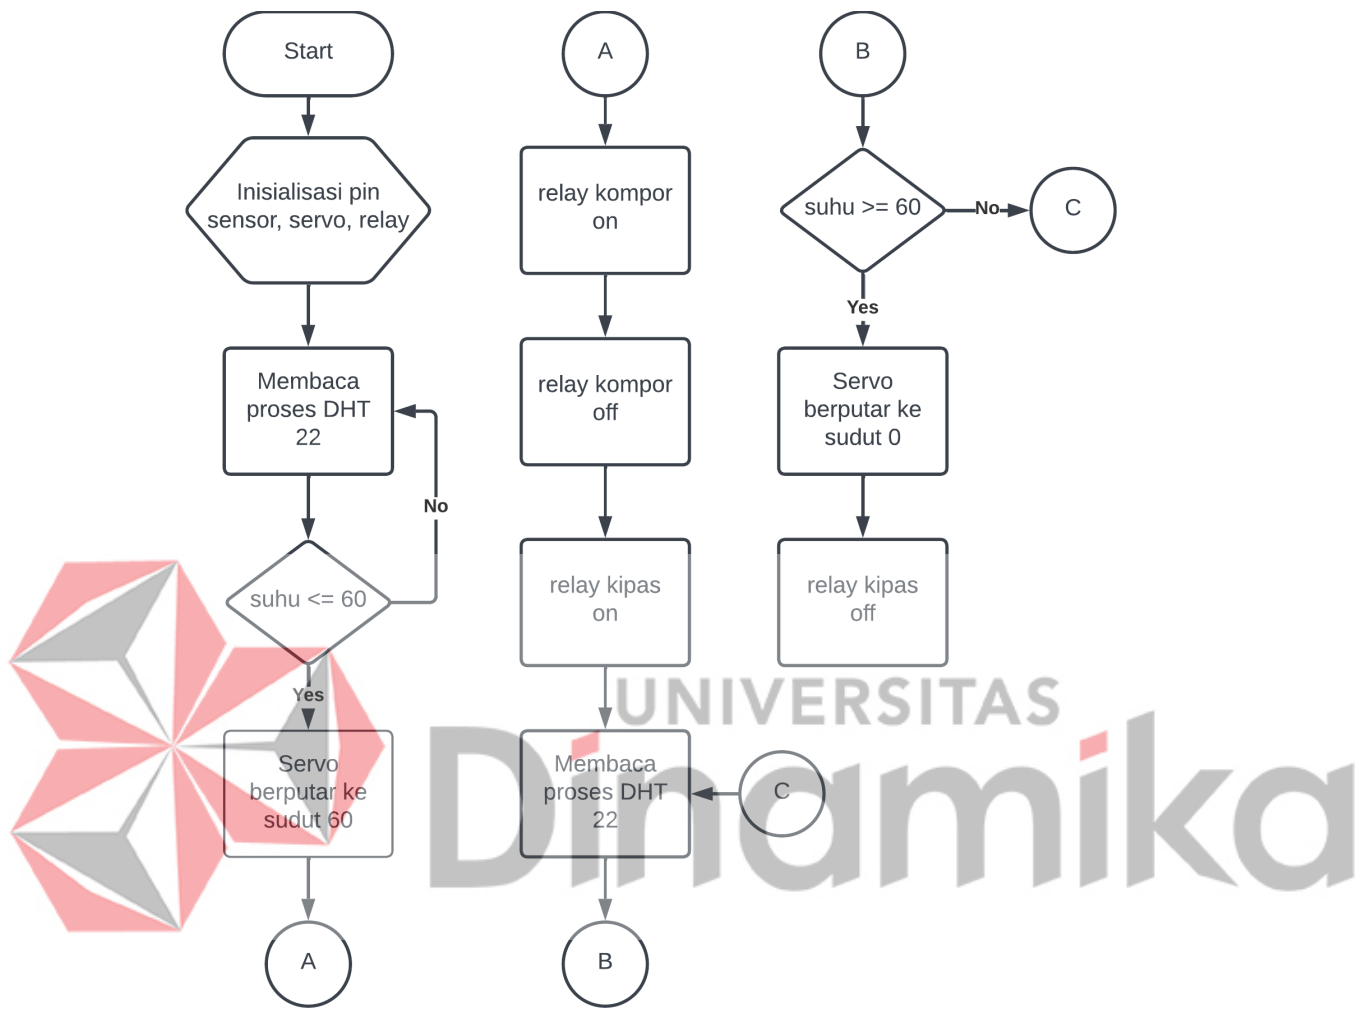 Start
Inisialisasi pin
sensor, servo, relay
Membaca
proses DHT
22
No
suhu <= 60
Yes
Servo
berputar ke
sudut 60
A
A
relay kompor
on
relay kompor
off
relay kipas
on
Membaca
proses DHT
22
C
B
B
suhu >= 60
No
C
Yes
Servo
berputar ke
sudut 0
relay kipas
off
UNIVERSITAS
Dinamika